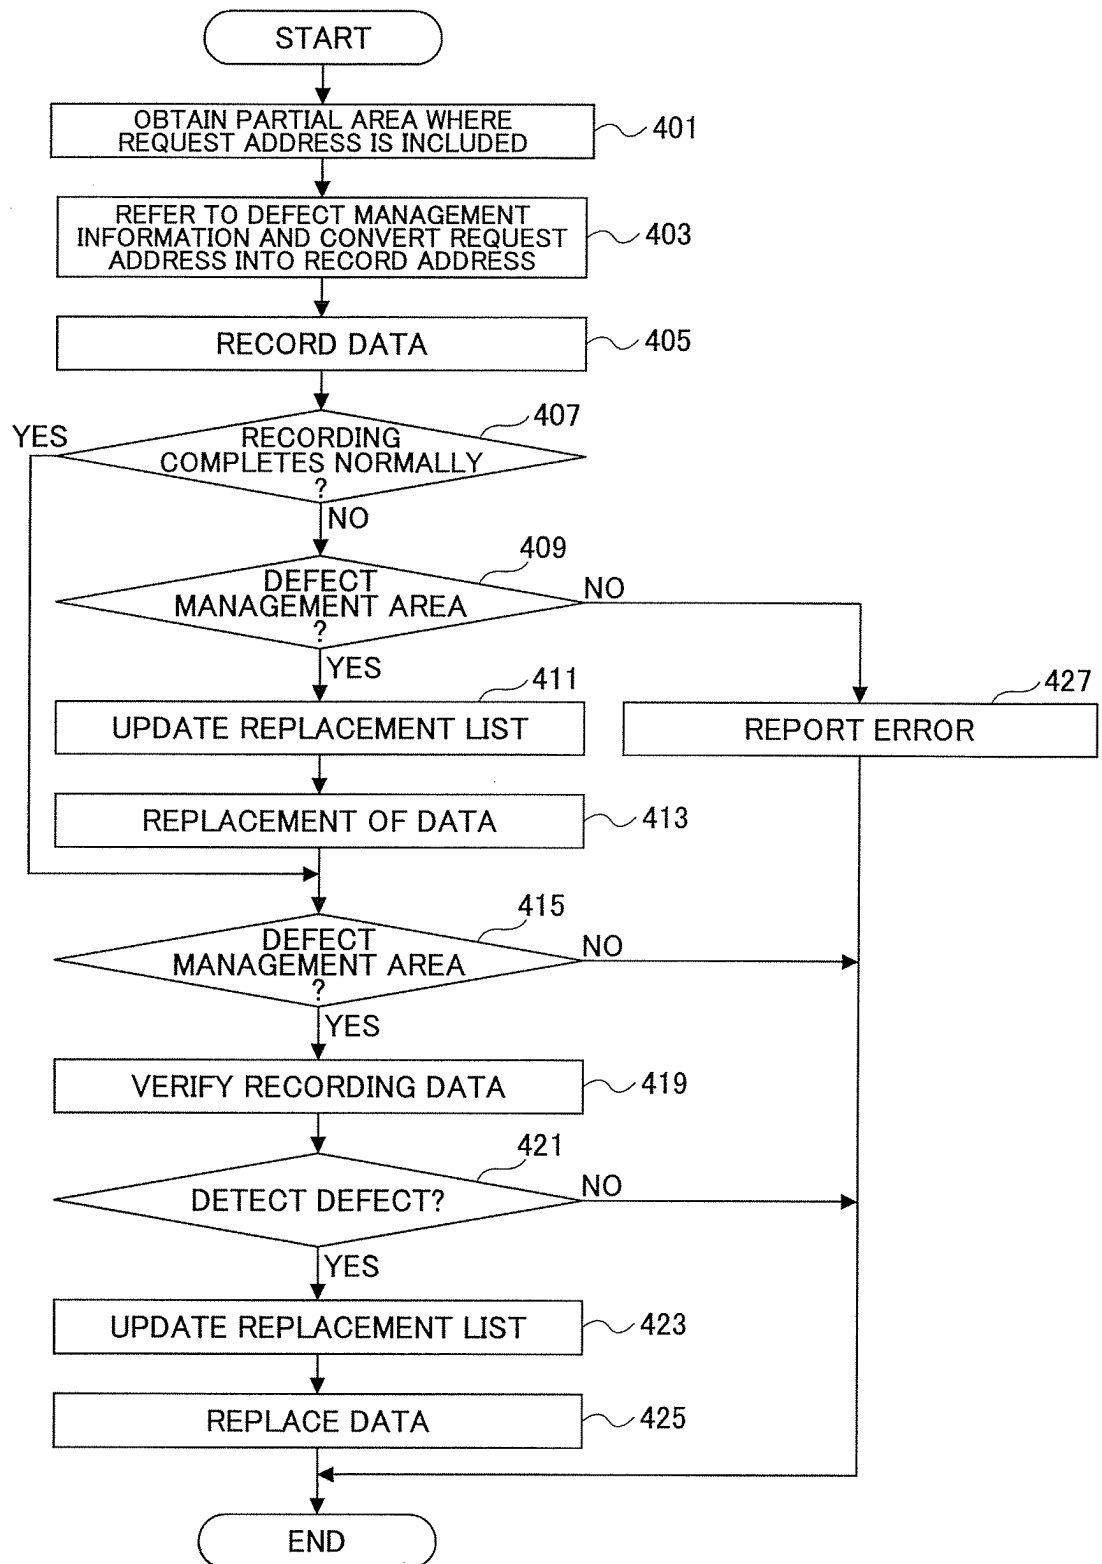 START
OBTAIN PARTIAL AREA WHERE
REQUEST ADDRESS IS INCLUDED
401
REFER TO DEFECT MANAGEMENT
INFORMATION AND CONVERT REQUEST
ADDRESS INTO RECORD ADDRESS
403
RECORD DATA
405
407
YES
RECORDING
COMPLETES NORMALLY
?
NO
409
DEFECT
MANAGEMENT AREA
?
NO
YES
411
427
UPDATE REPLACEMENT LIST
REPORT ERROR
REPLACEMENT OF DATA
413
415
DEFECT
MANAGEMENT AREA
?
NO
YES
VERIFY RECORDING DATA
419
421
DETECT DEFECT?
NO
YES
UPDATE REPLACEMENT LIST
423
REPLACE DATA
425
END